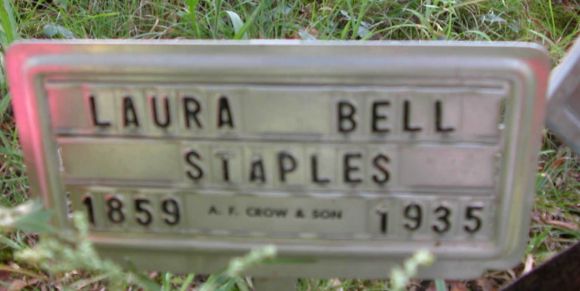 LAURA BELL
STAPLES
1859 A. F. CROW & SON 1935